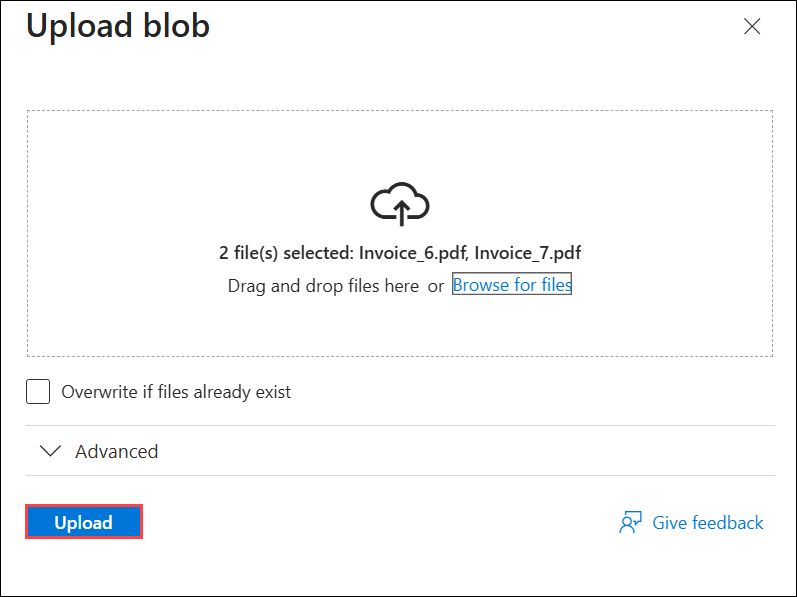 Upload blob
2 file(s) selected: Invoice_6.pdf, Invoice_7.pdf
Drag and drop files here or Browse for files
Overwrite if files already exist
Advanced
Upload
Give feedback